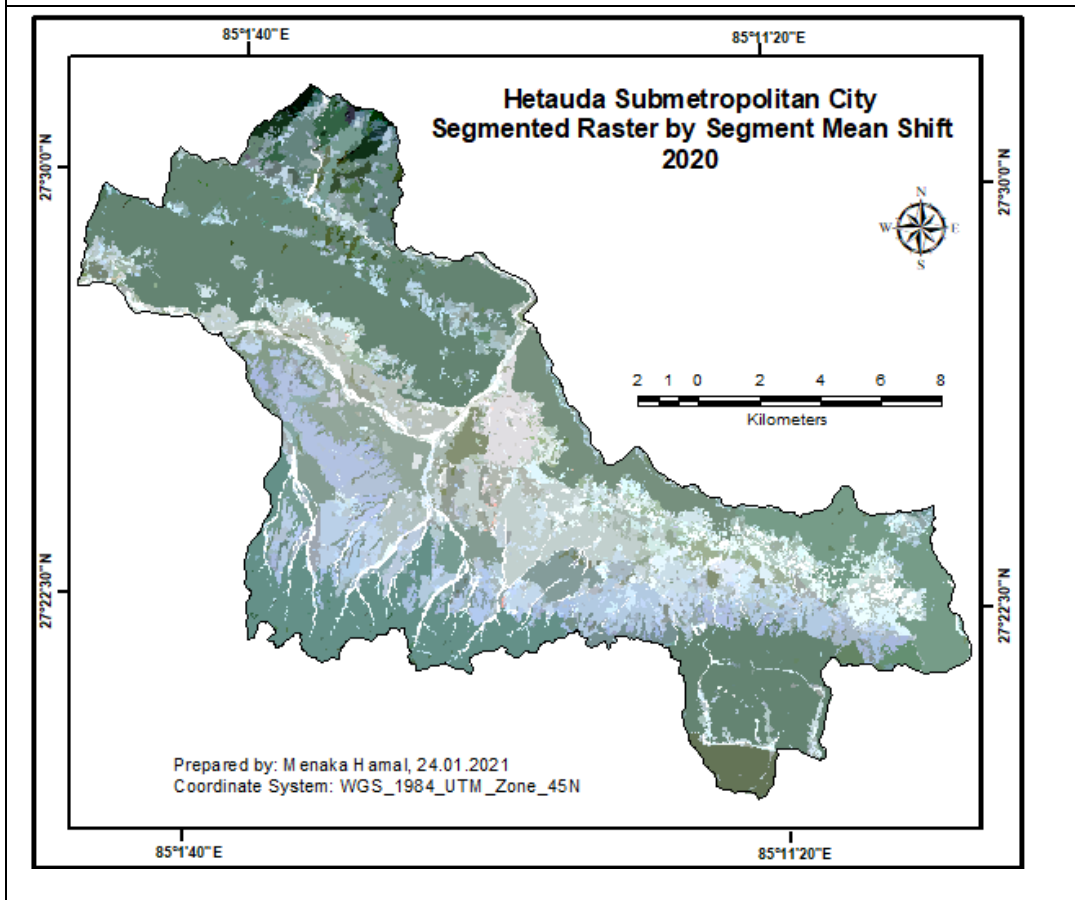 85°1'40"E
85°11'20"E
Hetauda Submetropolitan City
Segmented Raster by Segment Mean Shift
2020
27°30'0"N
27°30'0"N
N
W
E
S
2 1 0 2 4 6 8
Kilometers
27°22'30"N
27°22'30"N
Prepared by: Menaka Hamal, 24.01.2021
Coordinate System: WGS_1984_UTM_Zone_45N
85°1'40"E
85°11'20"E